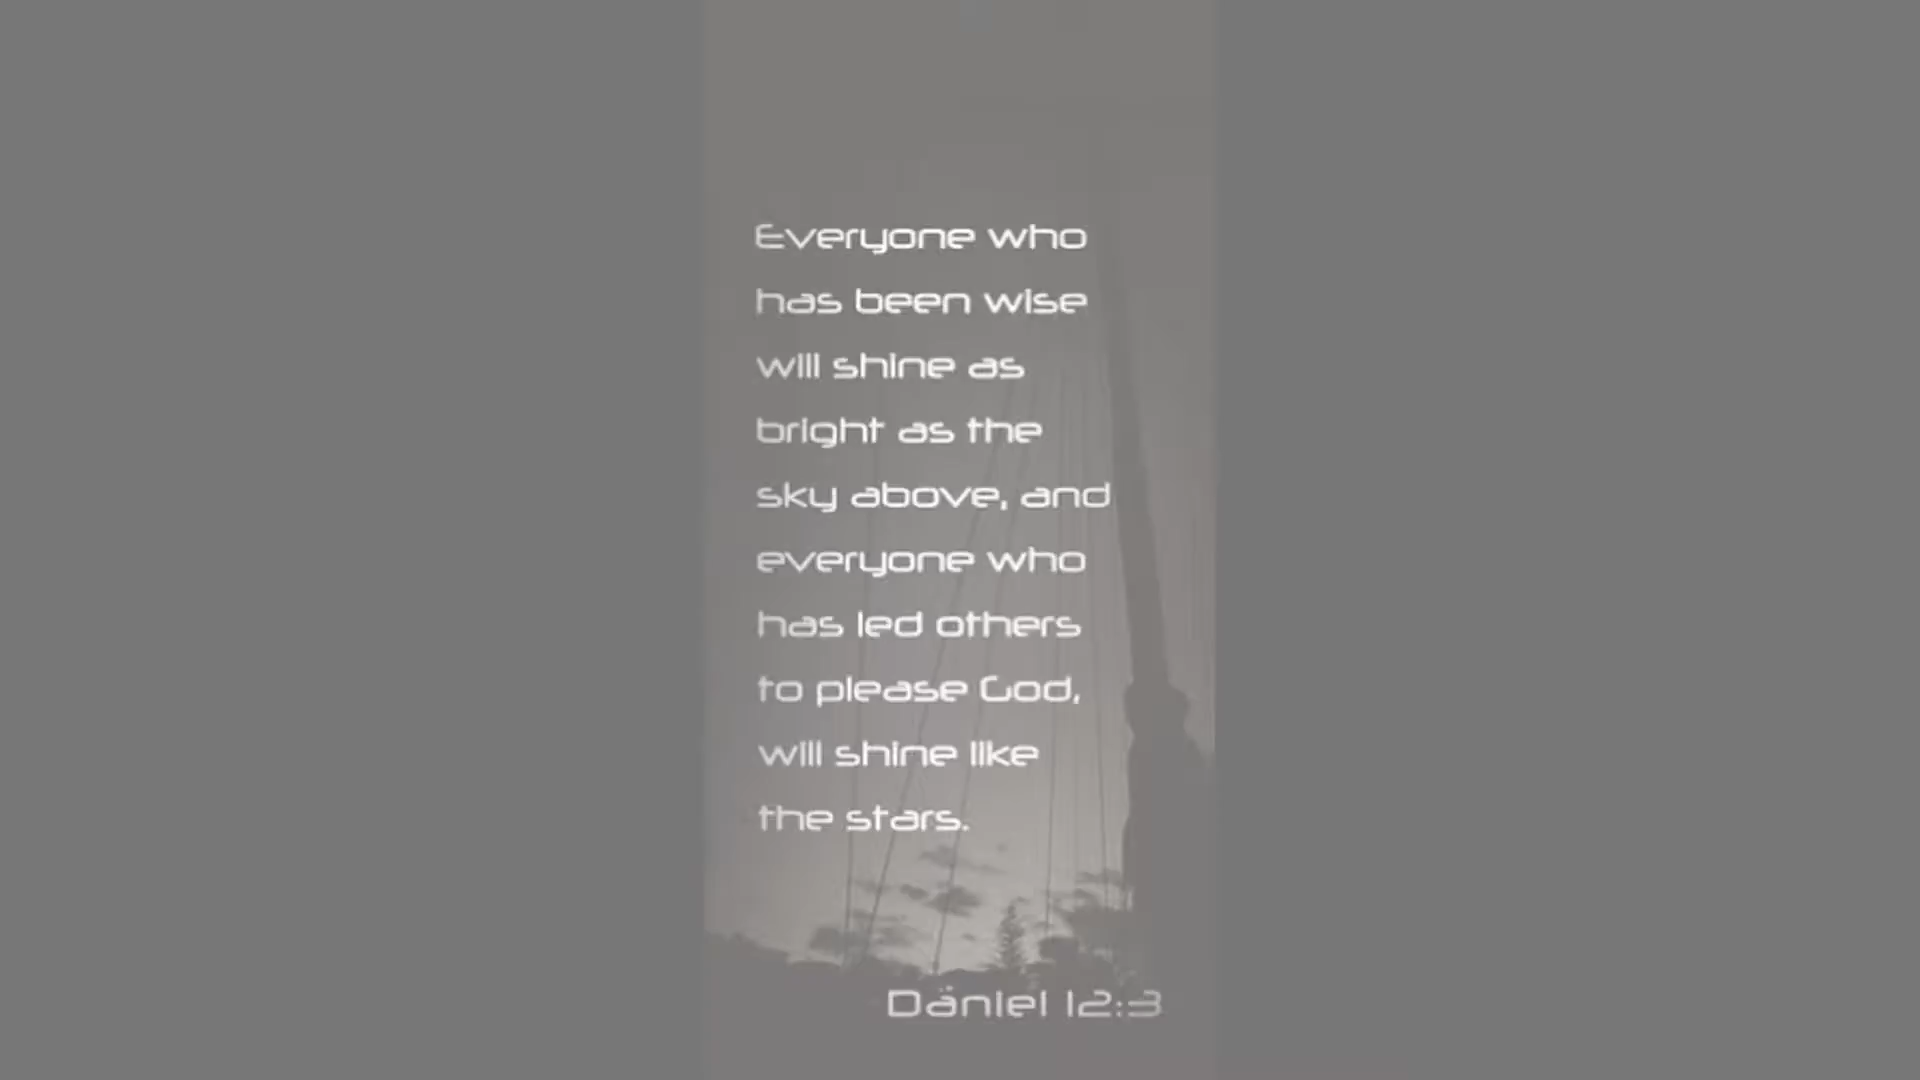 Everyone who
has been wise
will shine as
bright as the
sky above, and
everyone who
has led others
to please God,
will shine like
the stars.
Daniel 12:3